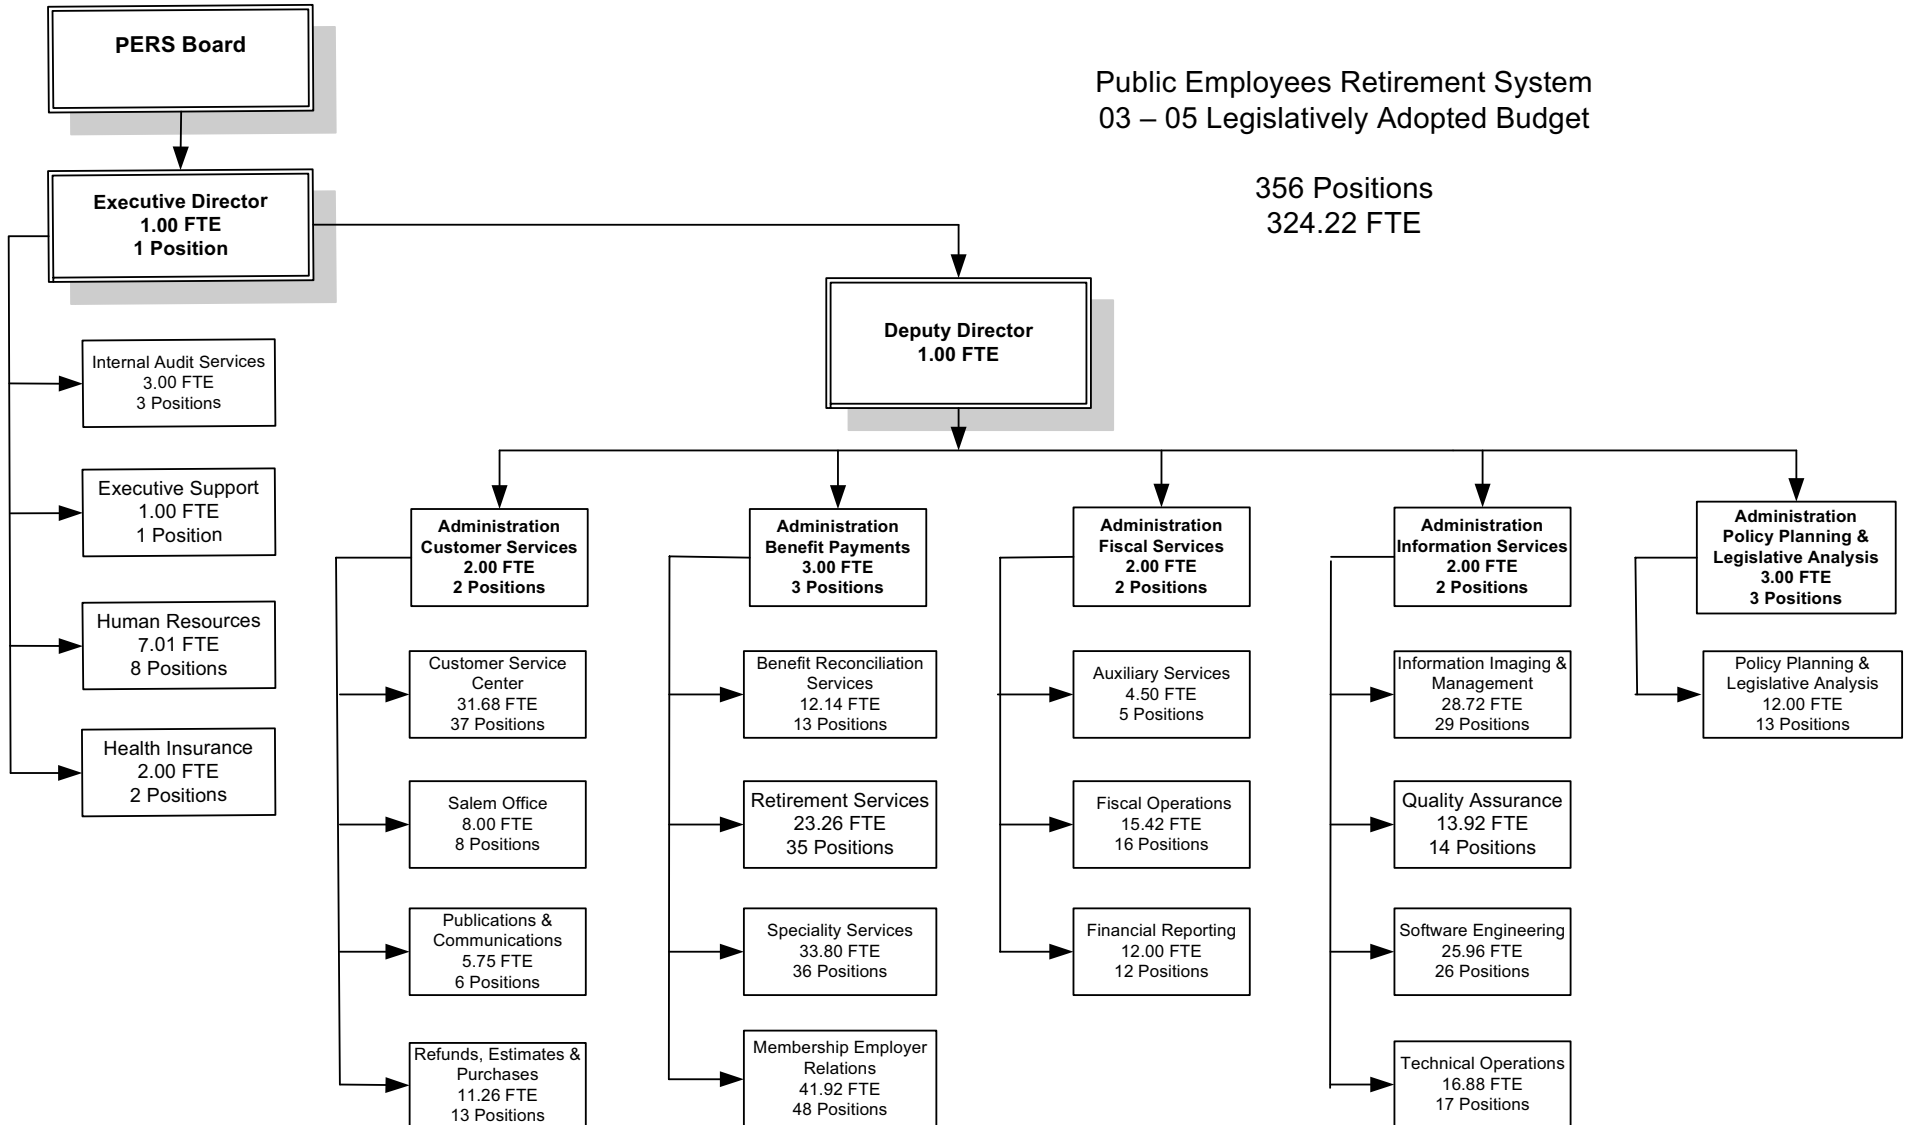 PERS Board
Public Employees Retirement System
03 – 05 Legislatively Adopted Budget
356 Positions
324.22 FTE
Executive Director
1.00 FTE
1 Position
Deputy Director
1.00 FTE
Internal Audit Services
3.00 FTE
3 Positions
Executive Support
1.00 FTE
1 Position
Human Resources
7.01 FTE
8 Positions
Health Insurance
2.00 FTE
2 Positions
Administration
Customer Services
2.00 FTE
2 Positions
Customer Service
Center
31.68 FTE
37 Positions
Salem Office
8.00 FTE
8 Positions
Publications &
Communications
5.75 FTE
6 Positions
Refunds, Estimates &
Purchases
11.26 FTE
13 Positions
Administration
Benefit Payments
3.00 FTE
3 Positions
Benefit Reconciliation
Services
12.14 FTE
13 Positions
Retirement Services
23.26 FTE
35 Positions
Speciality Services
33.80 FTE
36 Positions
Membership Employer
Relations
41.92 FTE
48 Positions
Administration
Fiscal Services
2.00 FTE
2 Positions
Auxiliary Services
4.50 FTE
5 Positions
Fiscal Operations
15.42 FTE
16 Positions
Financial Reporting
12.00 FTE
12 Positions
Administration
Information Services
2.00 FTE
2 Positions
Information Imaging &
Management
28.72 FTE
29 Positions
Quality Assurance
13.92 FTE
14 Positions
Software Engineering
25.96 FTE
26 Positions
Technical Operations
16.88 FTE
17 Positions
Administration
Policy Planning &
Legislative Analysis
3.00 FTE
3 Positions
Policy Planning &
Legislative Analysis
12.00 FTE
13 Positions